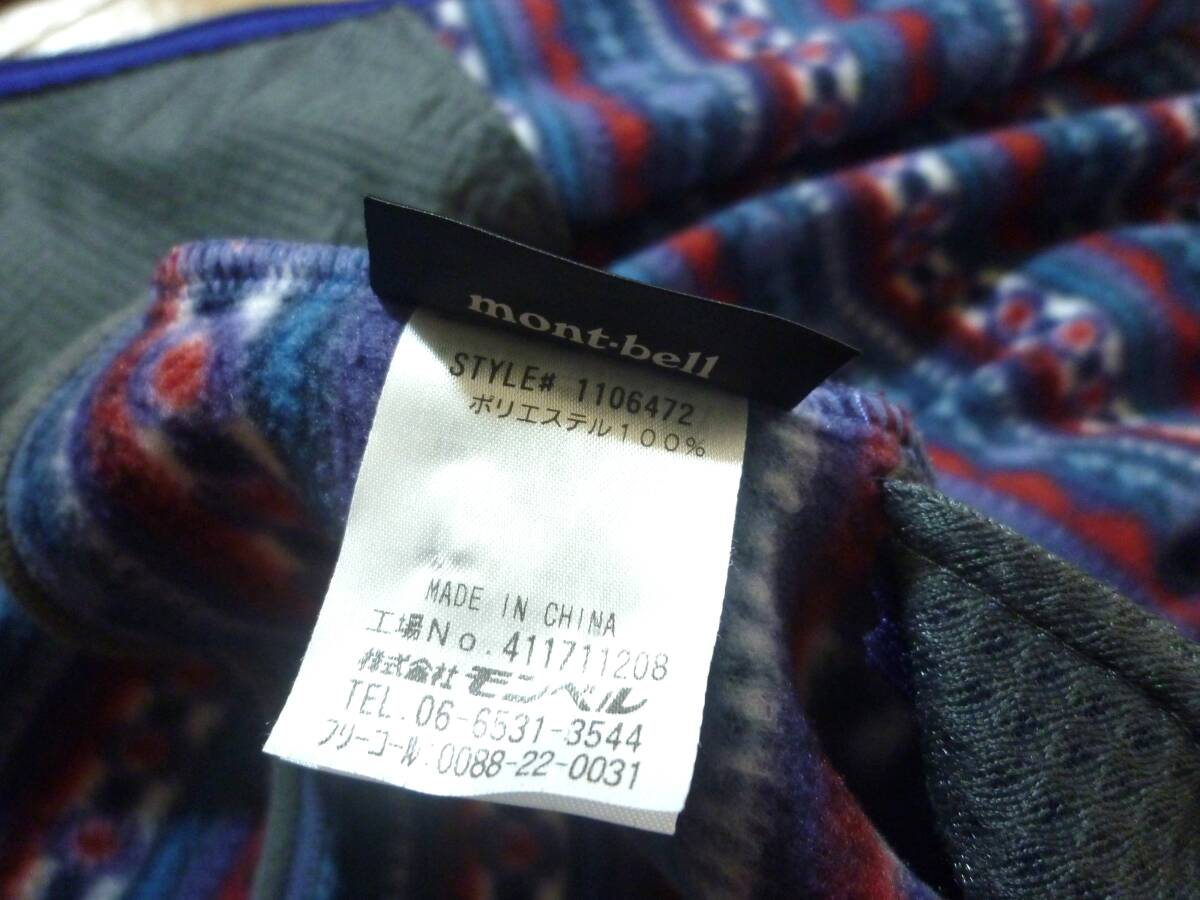 mont-bell
STYLE# 1106472
ポリエステル100%
MADE IN CHINA
工場No.411711208
株式会社モンベル
TEL.06-6531-3544
フリーコール:0088-22-0031